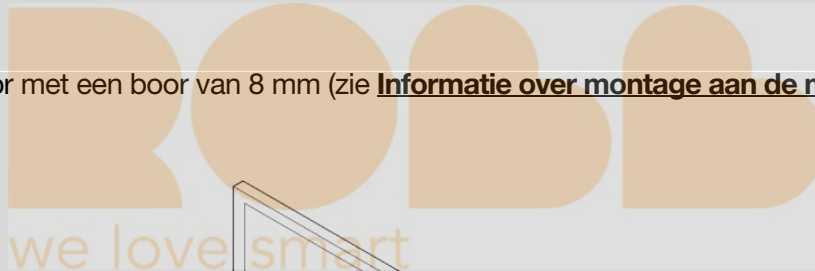 ROBB
or met een boor van 8 mm (zie Informatie over montage aan de
we love smart